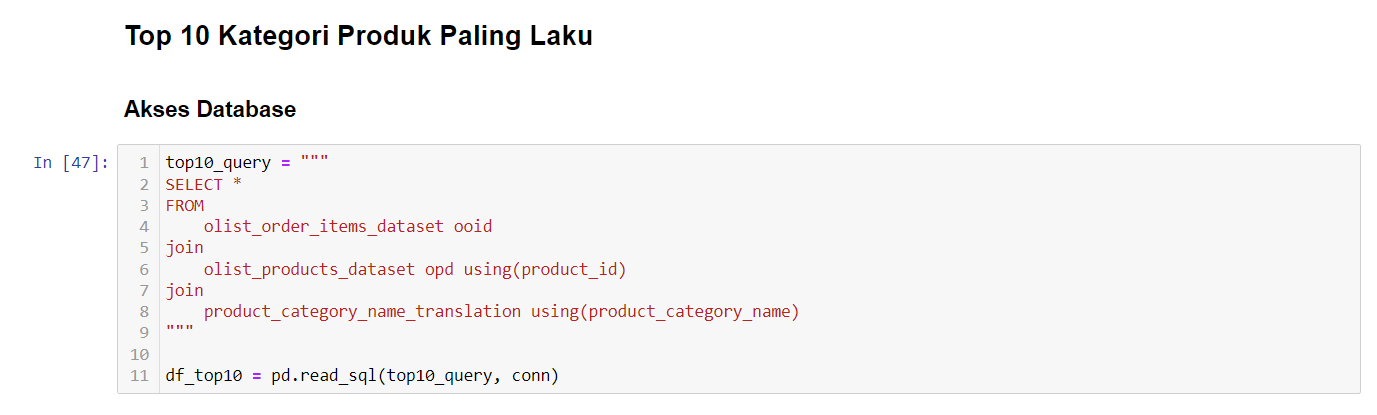 Top 10 Kategori Produk Paling Laku
Akses Database
In [47]:
1 top10_query = """
2 SELECT *
3 FROM
4     olist_order_items_dataset ooid
5 join
6     olist_products_dataset opd using(product_id)
7 join
8     product_category_name_translation using(product_category_name)
9 """
10
11 df_top10 = pd.read_sql(top10_query, conn)